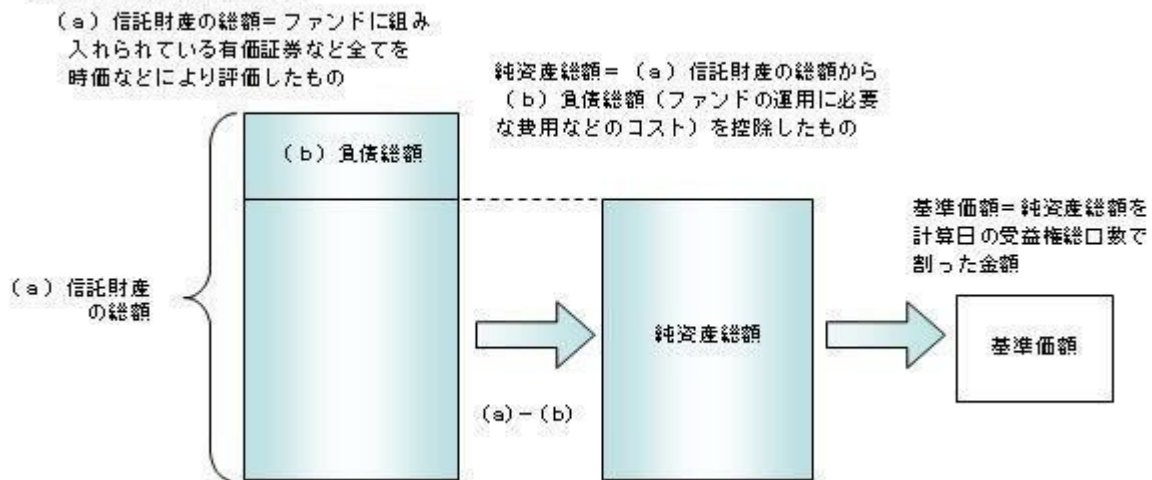 (a)信託財産の総額=ファンドに組み
入れられている有価証券など全てを
時価などにより評価したもの
純資産総額=(a)信託財産の総額から
(b)負債総額(ファンドの運用に必要
な費用などのコスト)を控除したもの
(b)負債総額
基準価額=純資産総額を
計算日の受益権総口数で
割った金額
(a)信託財産
の総額
純資産総額
基準価額
(a)-(b)